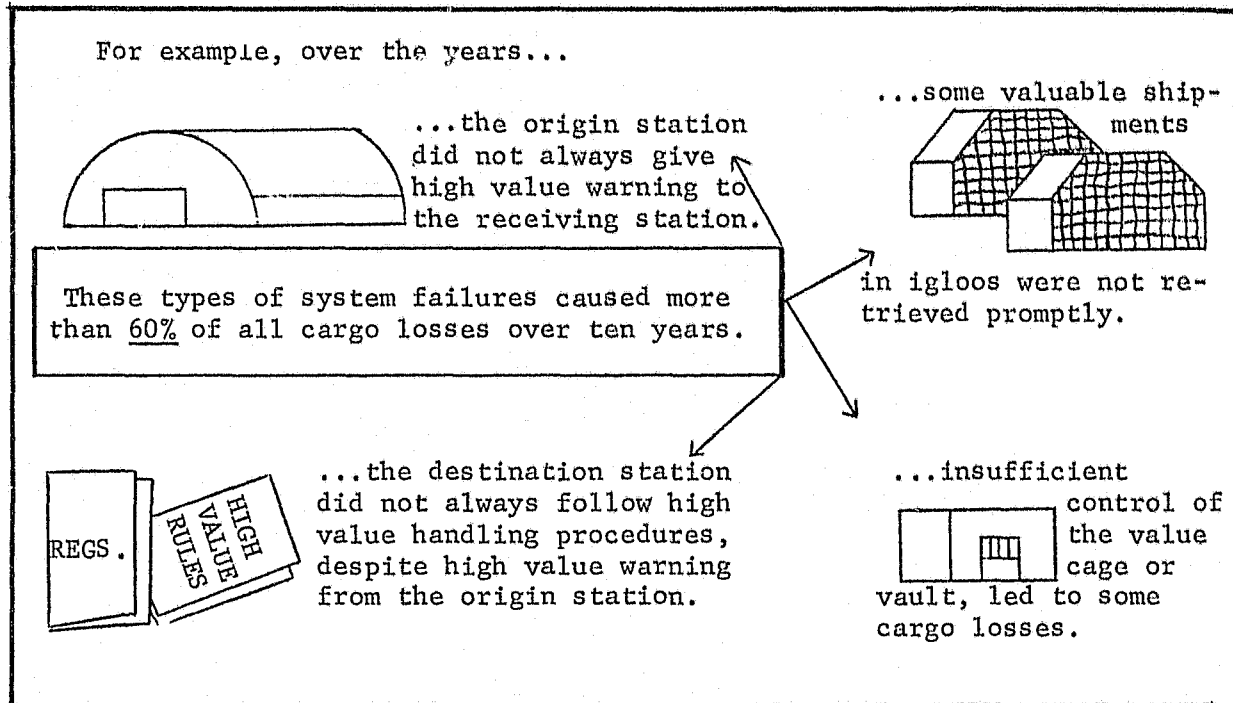 For example, over the years...
...the origin station
did not always give
high value warning to
the receiving station.
...some valuable ship-
ments
in igloos were not re-
trieved promptly.
These types of system failures caused more
than 60% of all cargo losses over ten years.
REGS.
HIGH
VALUE
RULES
...the destination station
did not always follow high
value handling procedures,
despite high value warning
from the origin station.
...insufficient
control of
the value
cage or
vault, led to some
cargo losses.